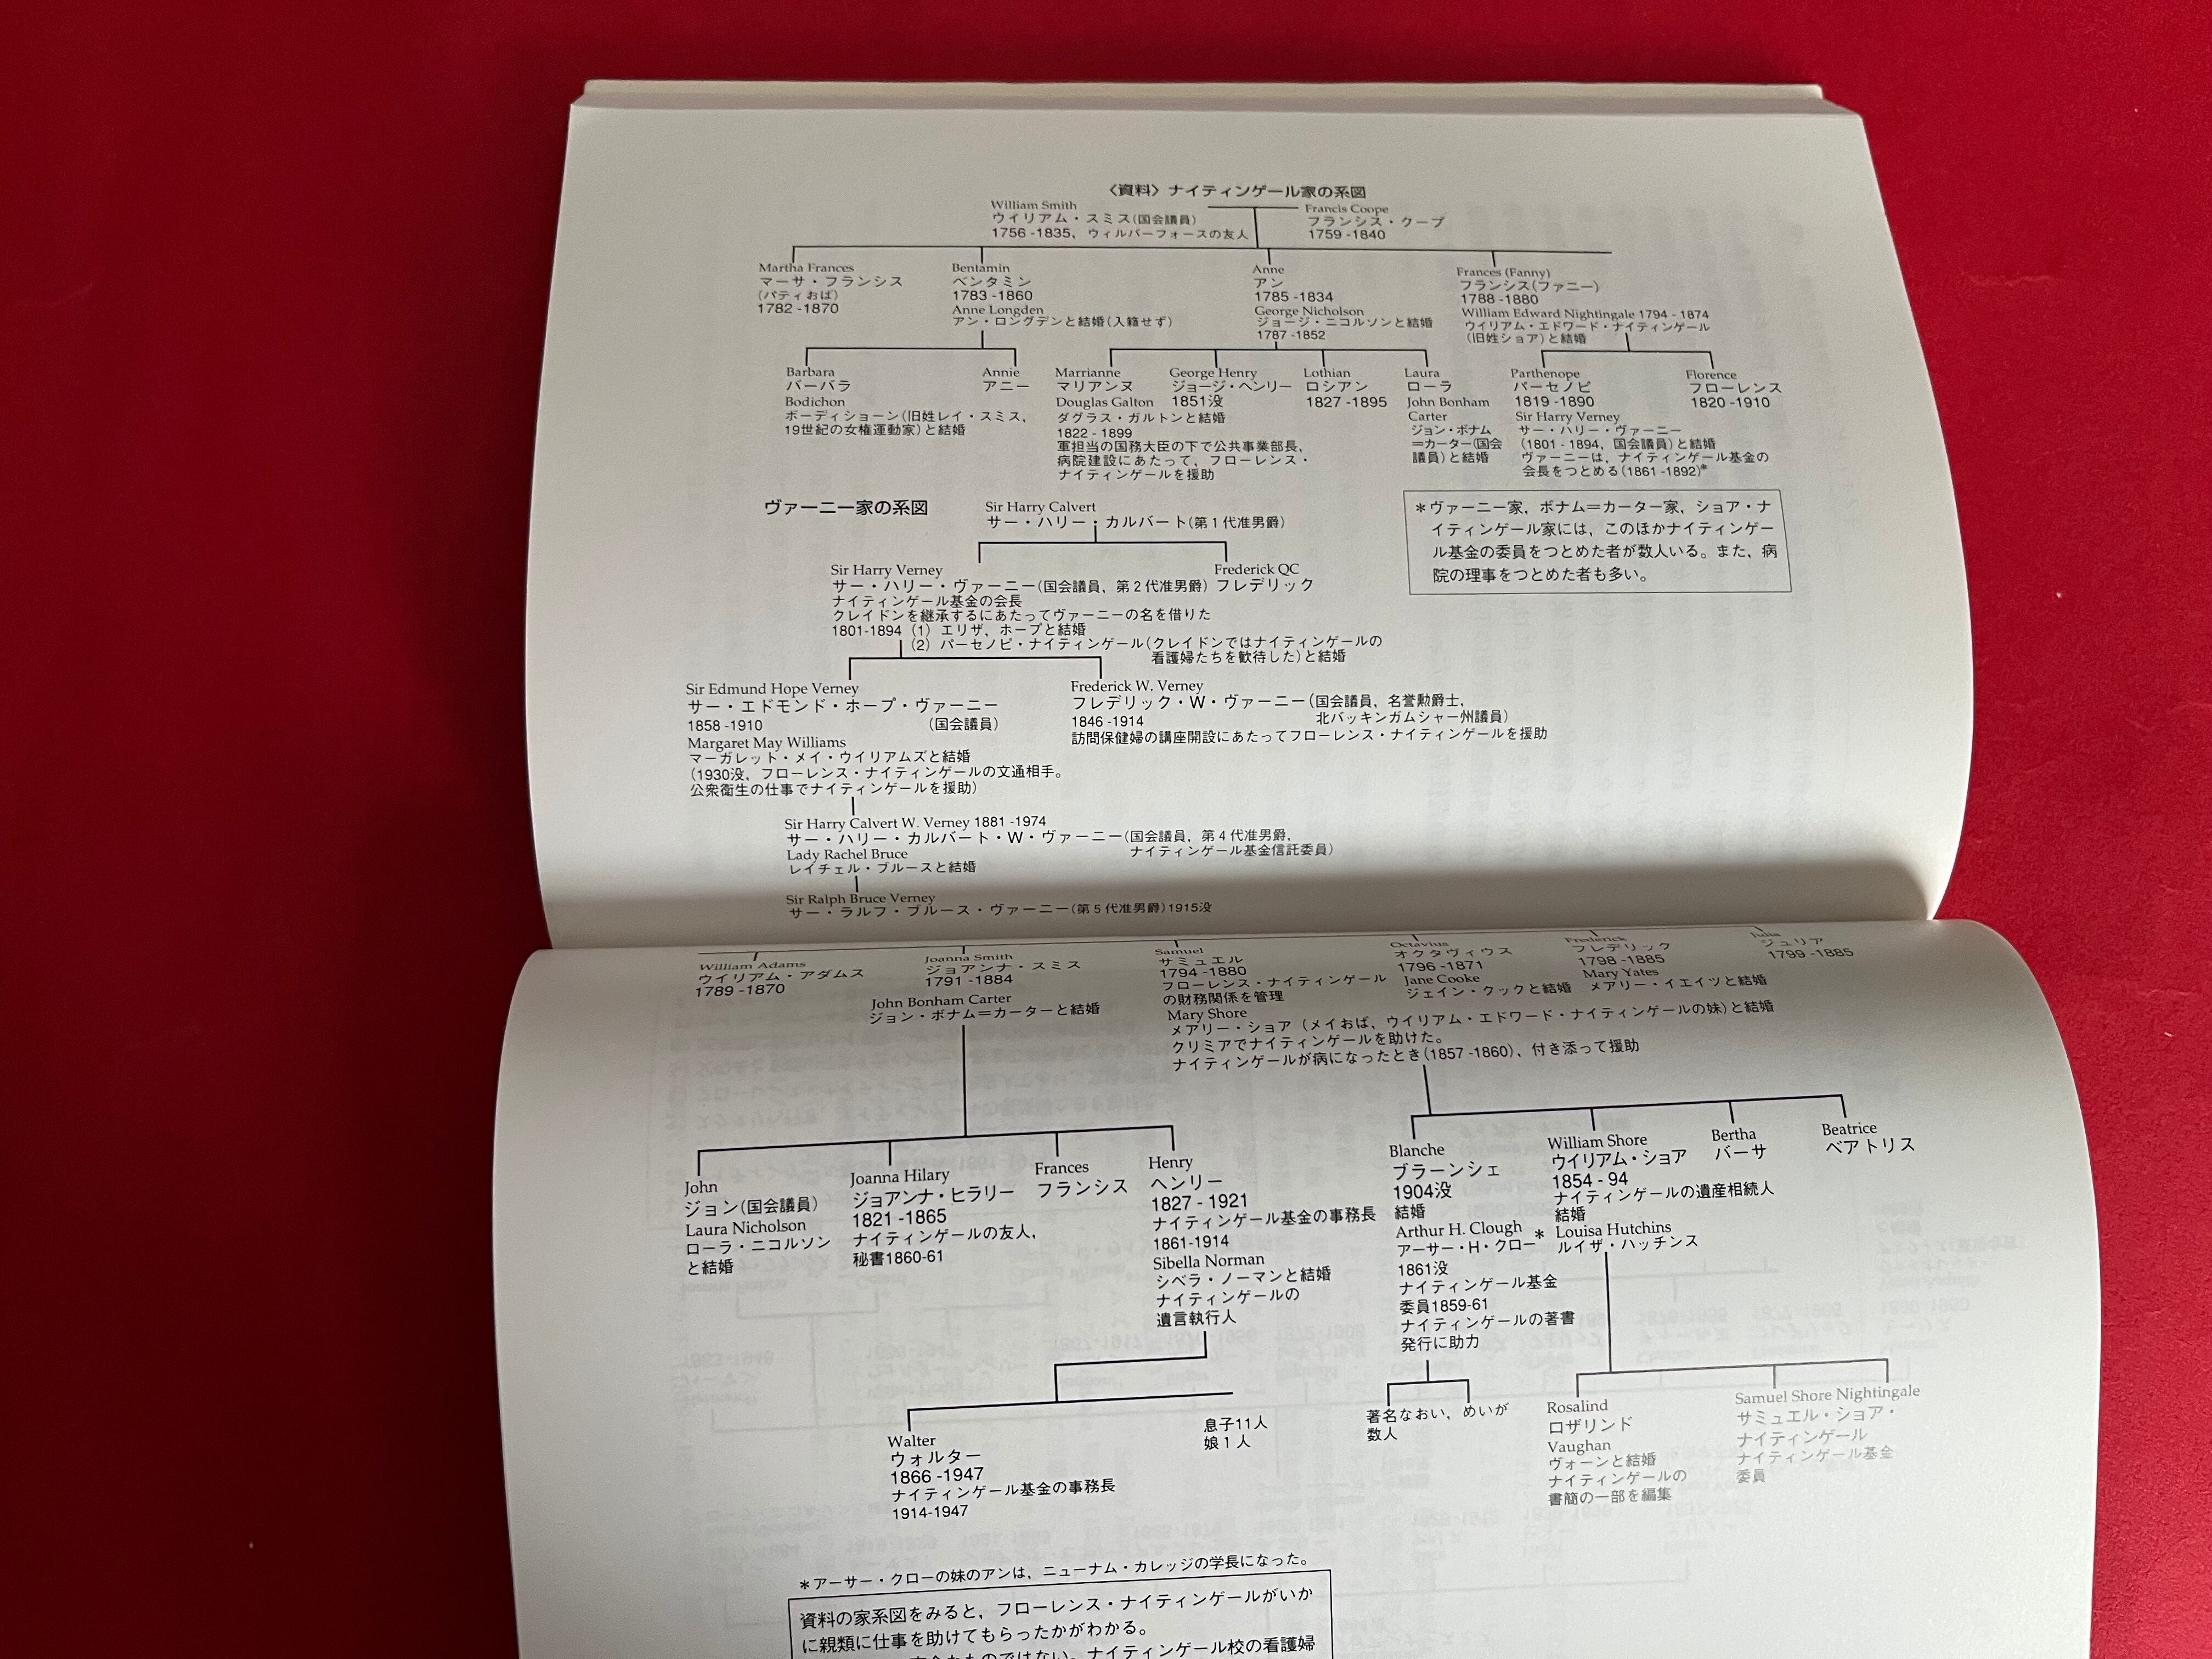 〈資料〉ナイティンゲール家の系図
William Smith
ウイリアム・スミス(国会議員)
1756 -1835、ウィルバーフォースの友人
Francis Coope
フランシス・クープ
1759 -1840
Martha Frances
マーサ・フランシス
(パティおば)
1782 -1870
Bentamin
ベンタミン
1783 -1860
Anne Longden
アン・ロングデンと結婚(入籍せず)
Anne
アン
1785 -1834
George Nicholson
ジョージ・ニコルソンと結婚
1787 -1852
Frances (Fanny)
フランシス(ファニー)
1788 -1880
William Edward Nightingale 1794 - 1874
ウイリアム・エドワード・ナイティンゲール
(旧姓ショア)と結婚
Barbara
バーバラ
Bodichon
ボーディショーン(旧姓レイ・スミス,
19世紀の女権運動家)と結婚
Annie
アニー
Marrianne
マリアンヌ
Douglas Galton
ダグラス・ガルトンと結婚
1822 - 1899
軍担当の国務大臣の下で公共事業部長,
病院建設にあたって、フローレンス・
ナイティンゲールを援助
George Henry
ジョージ・ヘンリー
1851没
Lothian
ロシアン
1827 -1895
Laura
ローラ
John Bonham
Carter
ジョン・ボナム
＝カーター(国会
議員)と結婚
Parthenope
パーセノピ
1819 -1890
Sir Harry Verney
サー・ハリー・ヴァーニー
(1801 - 1894, 国会議員)と結婚
ヴァーニーは、ナイティンゲール基金の
会長をつとめる(1861 -1892)*
Florence
フローレンス
1820 -1910
＊ヴァーニー家, ボナム＝カーター家, ショア・ナ
イティンゲール家には, このほかナイティンゲー
ル基金の委員をつとめた者が数人いる。また、病
院の理事をつとめた者も多い。
ヴァーニー家の系図
Sir Harry Calvert
サー・ハリー・カルバート(第1代准男爵)
Sir Harry Verney
サー・ハリー・ヴァーニー(国会議員, 第2代准男爵)
ナイティンゲール基金の会長
クレイドンを継承するにあたってヴァーニーの名を借りた
1801-1894 (1) エリザ, ホープと結婚
(2) パーセノピ・ナイティンゲール(クレイドンではナイティンゲールの
看護婦たちを歓待した)と結婚
Frederick QC
フレデリック
Sir Edmund Hope Verney
サー・エドモンド・ホープ・ヴァーニー
1858 -1910
(国会議員)
Margaret May Williams
マーガレット・メイ・ウイリアムズと結婚
(1930没, フローレンス・ナイティンゲールの文通相手。
公衆衛生の仕事でナイティンゲールを援助)
Frederick W. Verney
フレデリック・W・ヴァーニー(国会議員, 名誉勲爵士,
1846 -1914
北バッキンガムシャー州議員)
訪問保健婦の講座開設にあたってフローレンス・ナイティンゲールを援助
Sir Harry Calvert W. Verney 1881 -1974
サー・ハリー・カルバート・W・ヴァーニー(国会議員, 第4代准男爵,
ナイティンゲール基金信託委員)
Lady Rachel Bruce
レイチェル・ブルースと結婚
Sir Ralph Bruce Verney
サー・ラルフ・ブルース・ヴァーニー(第5代准男爵)1915没
William Adams
ウイリアム・アダムス
1789 -1870
Joanna Smith
ジョアンナ・スミス
1791 -1884
John Bonham Carter
ジョン・ボナム＝カーターと結婚
Samuel
サミュエル
1794 -1880
フローレンス・ナイティンゲール
の財務関係を管理
Mary Shore
メアリー・ショア (メイおば、ウイリアム・エドワード・ナイティンゲールの妹)と結婚
クリミアでナイティンゲールを助けた。
ナイティンゲールが病になったとき(1857 -1860)、付き添って援助
Octavius
オクタヴィウス
1796 -1871
Jane Cooke
ジェイン・クックと結婚
Frederick
フレデリック
1798 -1885
Mary Yates
メアリー・イエイツと結婚
Julia
ジュリア
1799 -1885
John
ジョン(国会議員)
Laura Nicholson
ローラ・ニコルソン
と結婚
Joanna Hilary
ジョアンナ・ヒラリー
1821 -1865
ナイティンゲールの友人,
秘書1860-61
Frances
フランシス
Henry
ヘンリー
1827 - 1921
ナイティンゲール基金の事務長
1861-1914
Sibella Norman
シベラ・ノーマンと結婚
ナイティンゲールの
遺言執行人
Blanche
ブラーンシェ
1904没
結婚
Arthur H. Clough
アーサー・H・クロー*
1861没
ナイティンゲール基金
委員1859-61
ナイティンゲールの著書
発行に助力
William Shore
ウイリアム・ショア
1854 - 94
ナイティンゲールの遺産相続人
結婚
Louisa Hutchins
ルイザ・ハッチンス
Bertha
バーサ
Beatrice
ベアトリス
Walter
ウォルター
1866 -1947
ナイティンゲール基金の事務長
1914-1947
息子11人
娘1人
著名なおい, めいが
数人
Rosalind
ロザリンド
Vaughan
ヴォーンと結婚
ナイティンゲールの
書簡の一部を編集
Samuel Shore Nightingale
サミュエル・ショア・
ナイティンゲール
ナイティンゲール基金
委員
＊アーサー・クローの妹のアンは, ニューナム・カレッジの学長になった。
資料の家系図をみると, フローレンス・ナイティンゲールがいか
に親類に仕事を助けてもらったかがわかる。
なものではない。ナイティンゲール校の看護婦